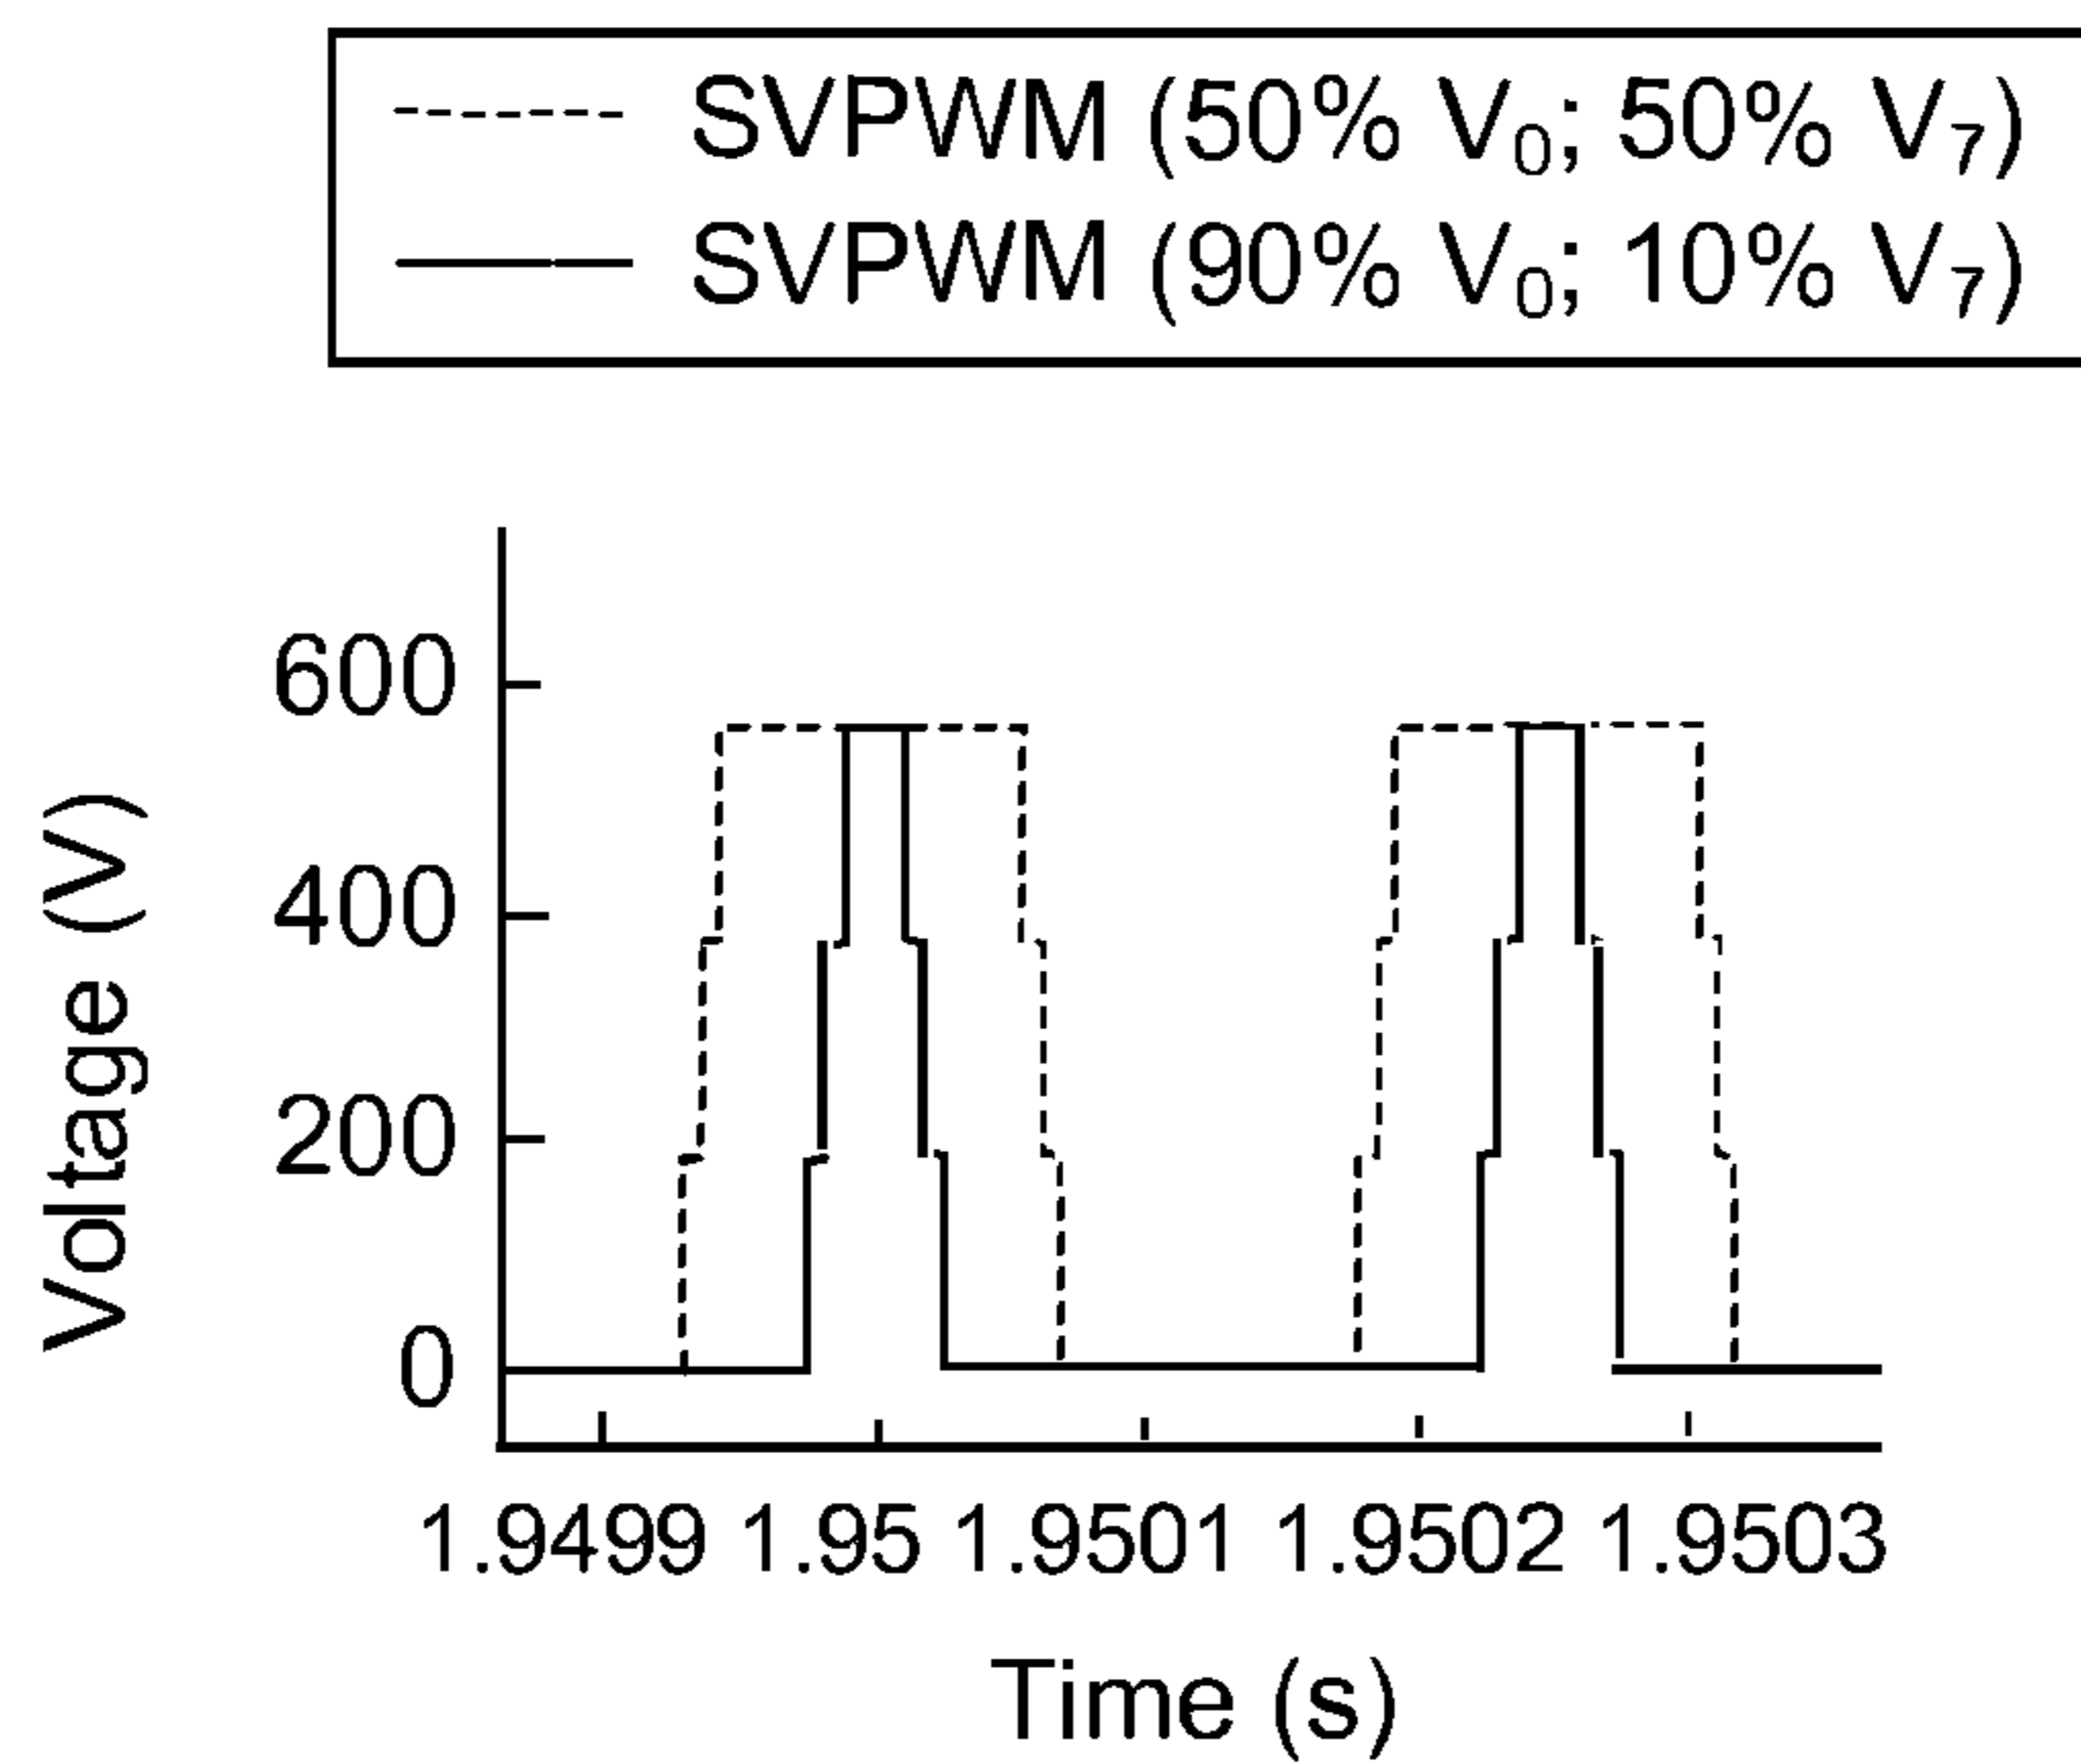 SVPWM (50% V₀; 50% V₇)
SVPWM (90% V₀; 10% V₇)
600
400
200
0
Voltage (V)
1.9499 1.95 1.9501 1.9502 1.9503
Time (s)